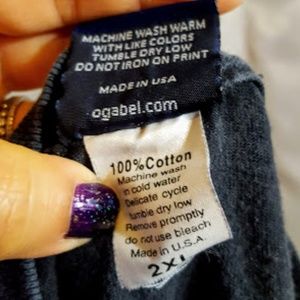 MACHINE WASH WARM
WITH LIKE COLORS
TUMBLE DRY LOW
DO NOT IRON ON PRINT
MADE IN USA
ogabel.com
100%Cotton
Machine wash
in cold water
Delicate cycle
tumble dry low
Remove promptly
do not use bleach
Made in U.S.A.
2XL